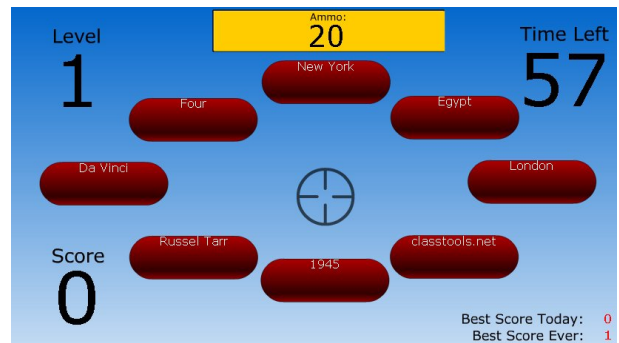 Ammo:
20
Level
1
Time Left
57
New York
Four
Egypt
Da Vinci
London
Russel Tarr
classtools.net
1945
Score
0
Best Score Today: 0
Best Score Ever: 1